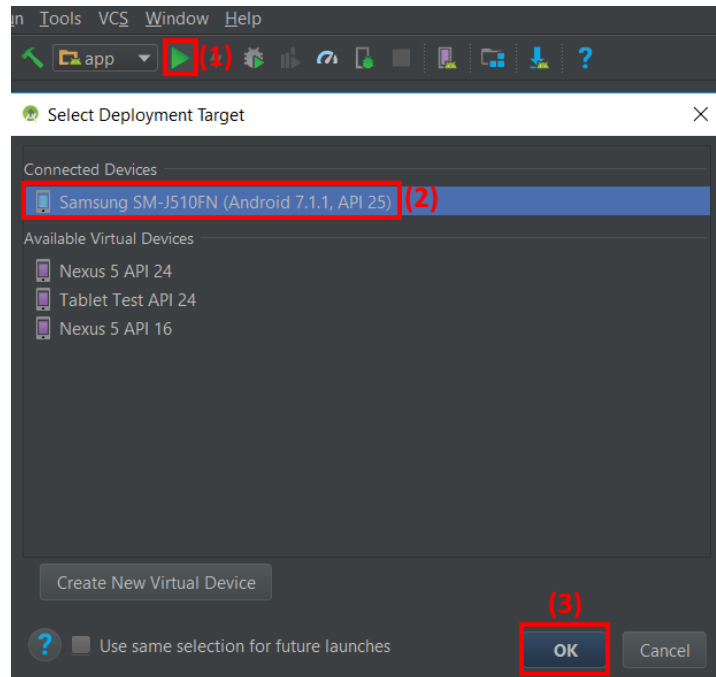 un Tools VCS Window Help
app (1) ?
Select Deployment Target
Connected Devices
Samsung SM-J510FN (Android 7.1.1, API 25) (2)
Available Virtual Devices
Nexus 5 API 24
Tablet Test API 24
Nexus 5 API 16
Create New Virtual Device
(3)
? Use same selection for future launches
OK Cancel